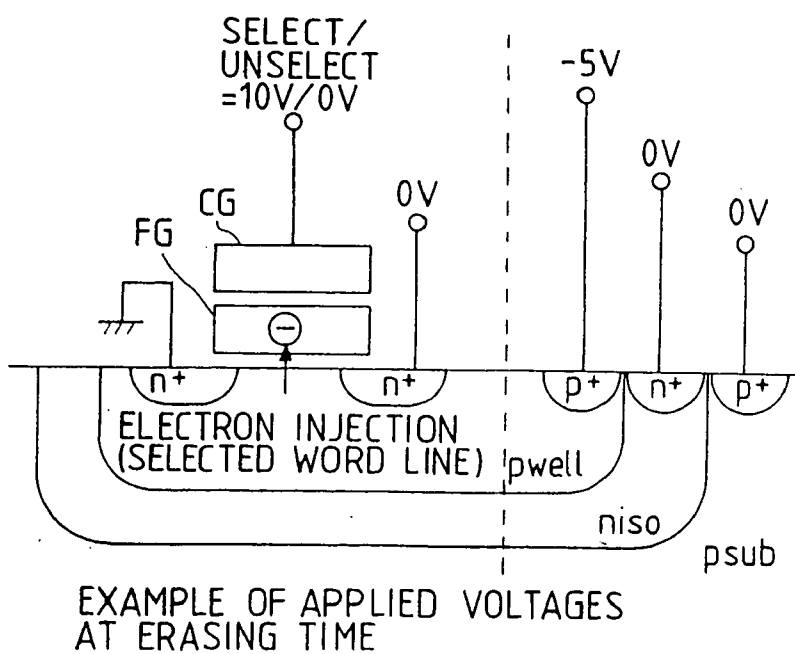 SELECT/
UNSELECT
=10V/0V
-5V
0V
0V
0V
CG
FG
n+
n+
p+
n+
p+
ELECTRON INJECTION
(SELECTED WORD LINE)
pwell
niso
psub
EXAMPLE OF APPLIED VOLTAGES
AT ERASING TIME